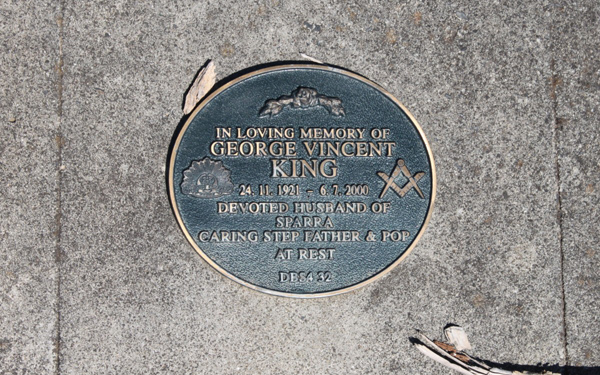 IN LOVING MEMORY OF
GEORGE VINCENT
KING
24. 11. 1921 – 6. 7. 2000
DEVOTED HUSBAND OF
SPARRA
CARING STEP FATHER & POP
AT REST